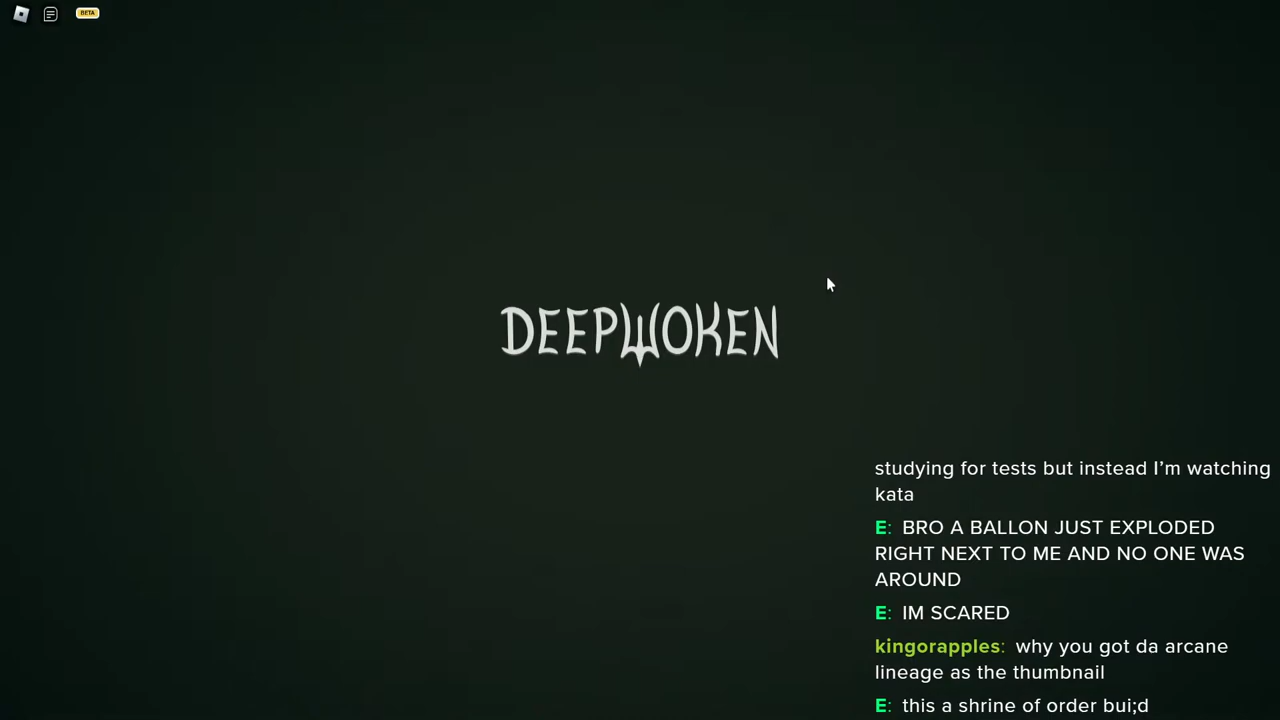 BETA
DEEPWOKEN
studying for tests but instead I’m watching
kata
E: BRO A BALLON JUST EXPLODED
RIGHT NEXT TO ME AND NO ONE WAS
AROUND
E: IM SCARED
kingorapples: why you got da arcane
lineage as the thumbnail
E: this a shrine of order bui;d